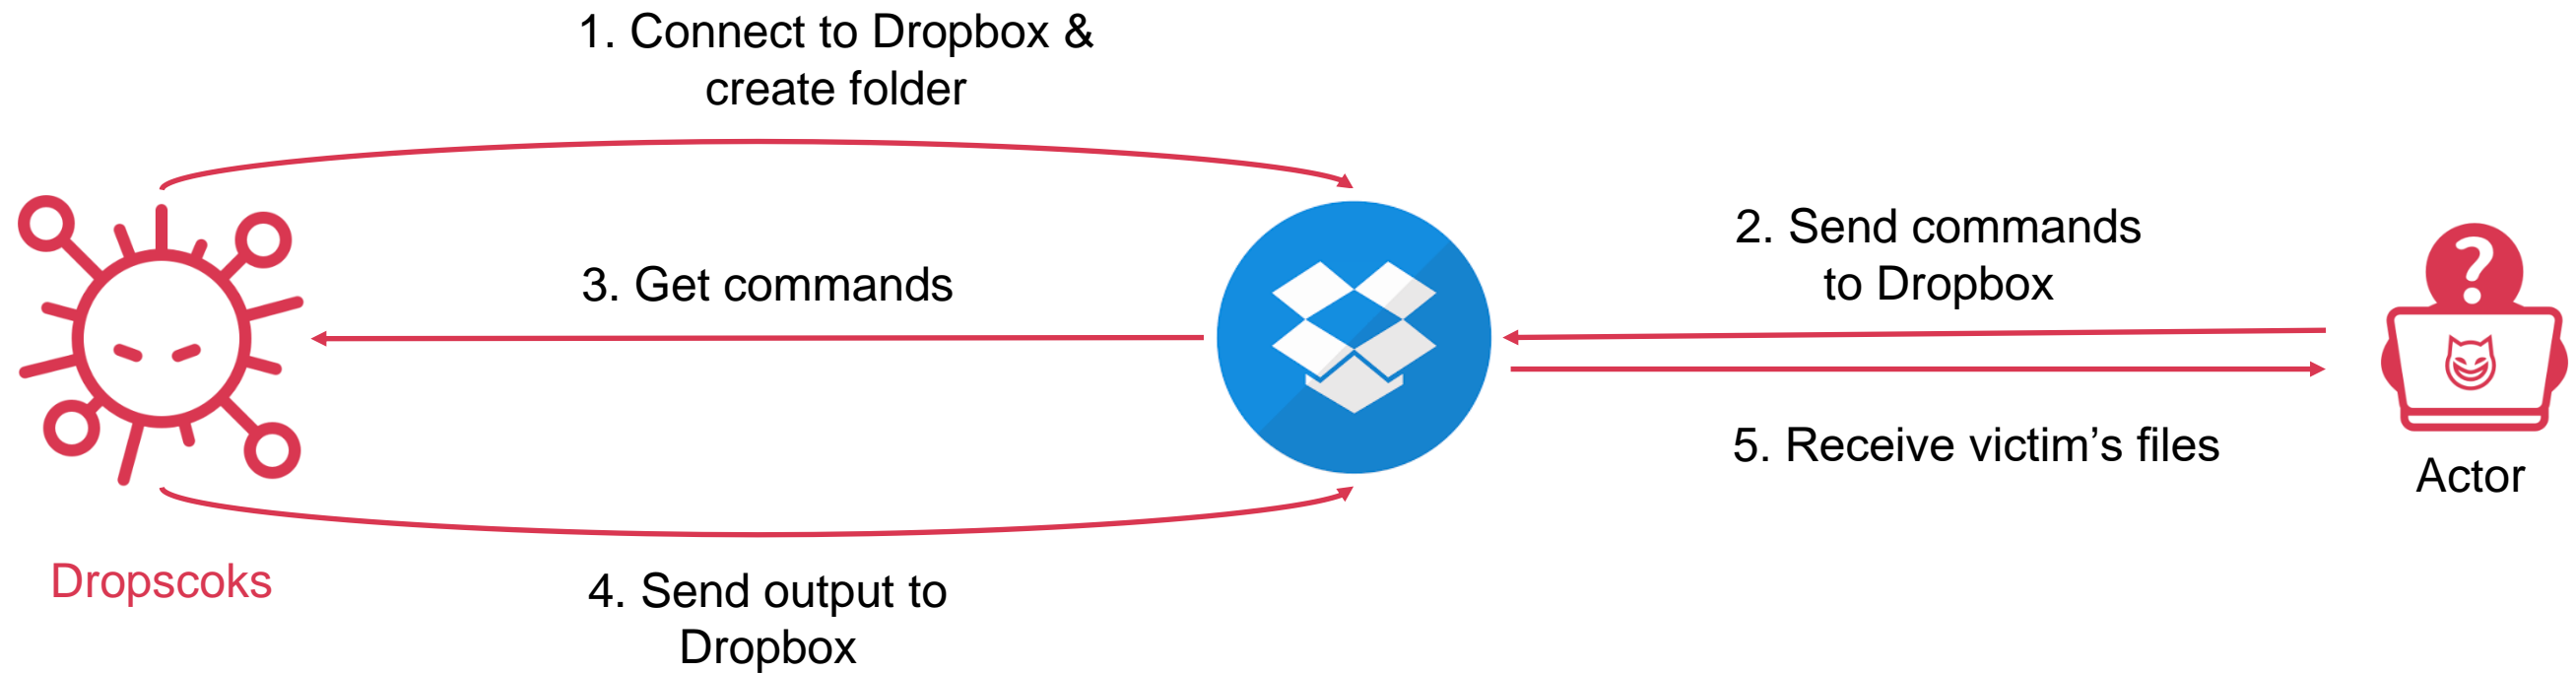 1. Connect to Dropbox &
create folder
2. Send commands
to Dropbox
3. Get commands
?
5. Receive victim’s files
Actor
Dropscoks
4. Send output to
Dropbox